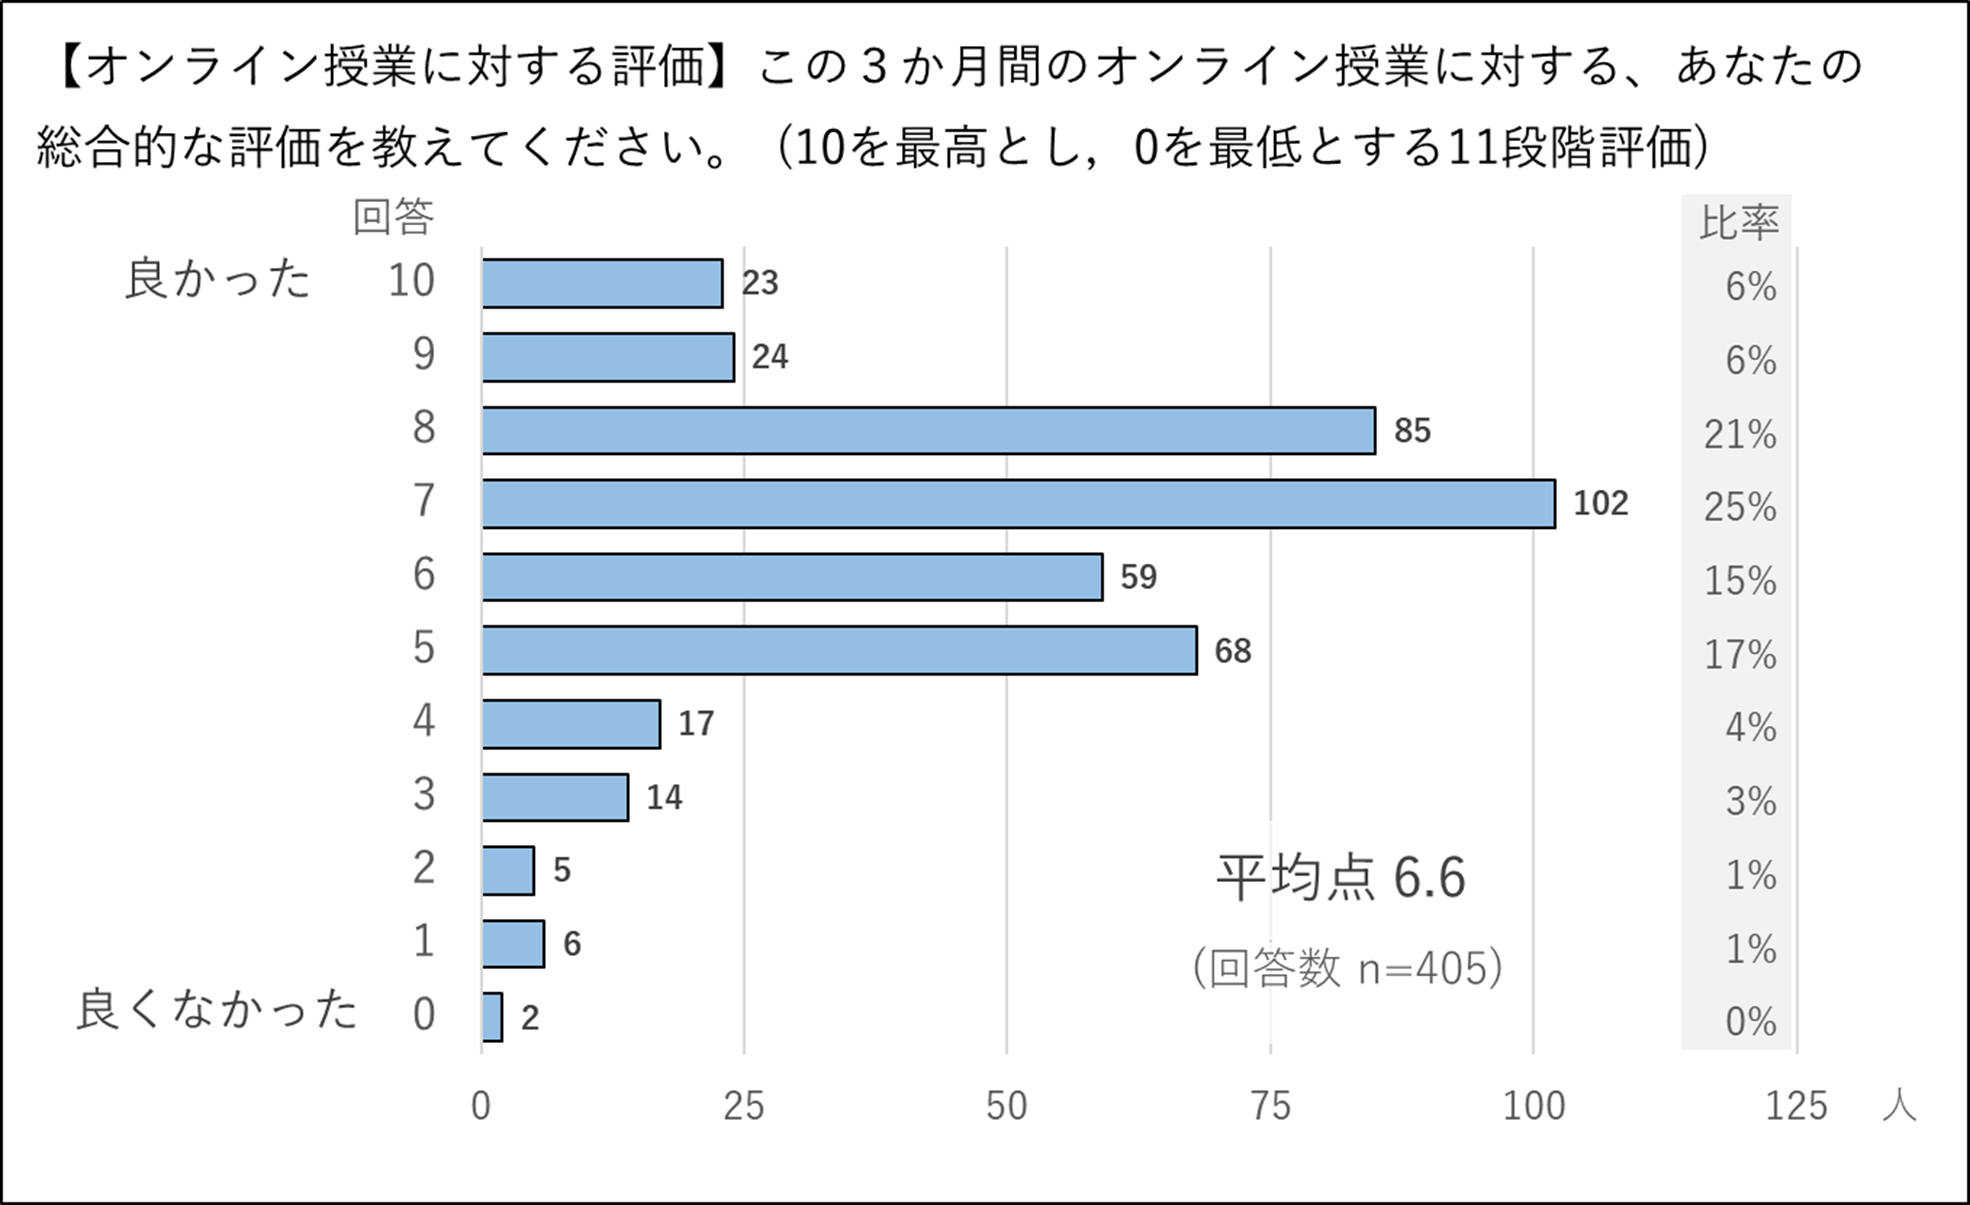 【オンライン授業に対する評価】この３か月間のオンライン授業に対する、あなたの
総合的な評価を教えてください。（10を最高とし，0を最低とする11段階評価）
回答 比率
良かった 10 23 6%
9 24 6%
8 85 21%
7 102 25%
6 59 15%
5 68 17%
4 17 4%
3 14 3%
2 5 1%
平均点 6.6
1 6 1%
（回答数 n=405）
良くなかった 0 2 0%
0 25 50 75 100 125 人